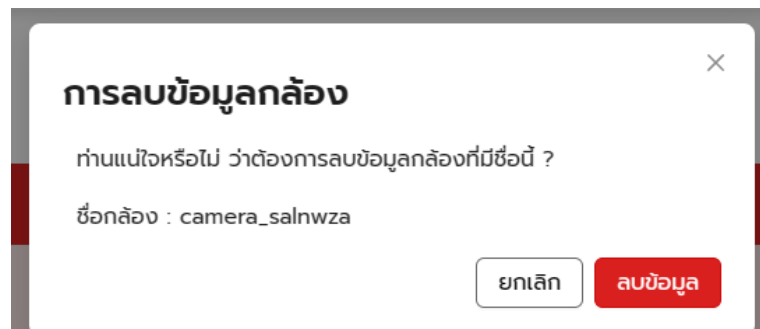 การลบข้อมูลกล้อง
ท่านแน่ใจหรือไม่ ว่าต้องการลบข้อมูลกล้องที่มีชื่อนี้ ?
ชื่อกล้อง : camera_salnwza
ยกเลิก
ลบข้อมูล